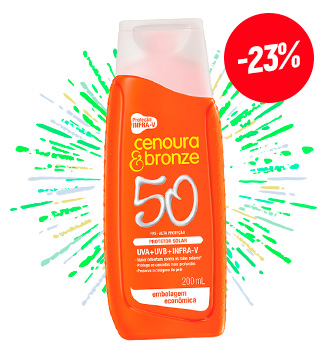 -23%
Proteção
INFRA-V
cenoura
&bronze
50
FPS - ALTA PROTEÇÃO
PROTETOR SOLAR
UVA+UVB+INFRA-V
200 mL
embalagem
econômica